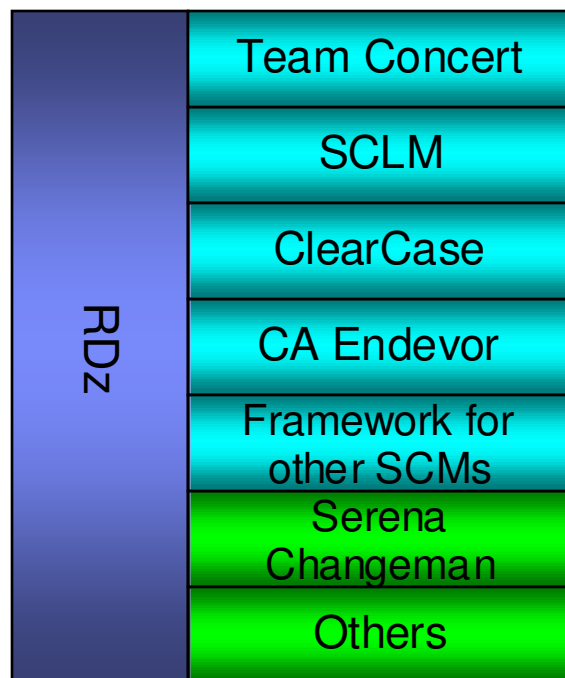 RDz
Team Concert
SCLM
ClearCase
CA Endevor
Framework for
other SCMs
Serena
Changeman
Others